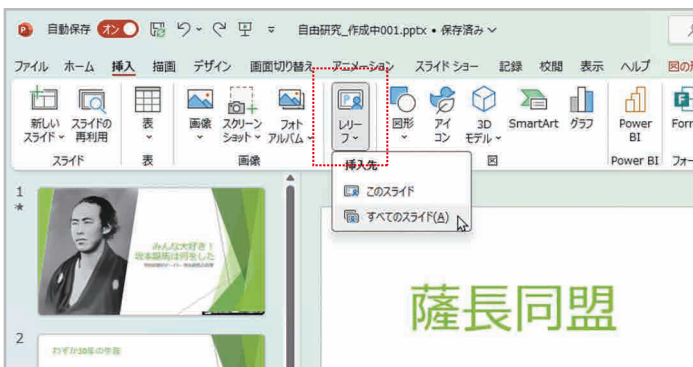 自動保存 オン 自由研究_作成中001.pptx • 保存済み
ファイル ホーム 挿入 描画 デザイン 画面切り替え アニメーション スライド ショー 記録 校閲 表示 ヘルプ 図の形
新しい スライドの 表 画像 スクリーン フォト レリー 図形 アイ 3D SmartArt グラフ Power Form
スライド 再利用 ショット アルバム フ コン モデル BI
スライド 表 画像 図 Power BI フォー
挿入先
このスライド
すべてのスライド(A)
1
みんな大好き！
坂本龍馬は何をした
薩長同盟
2
わずか30年の生涯